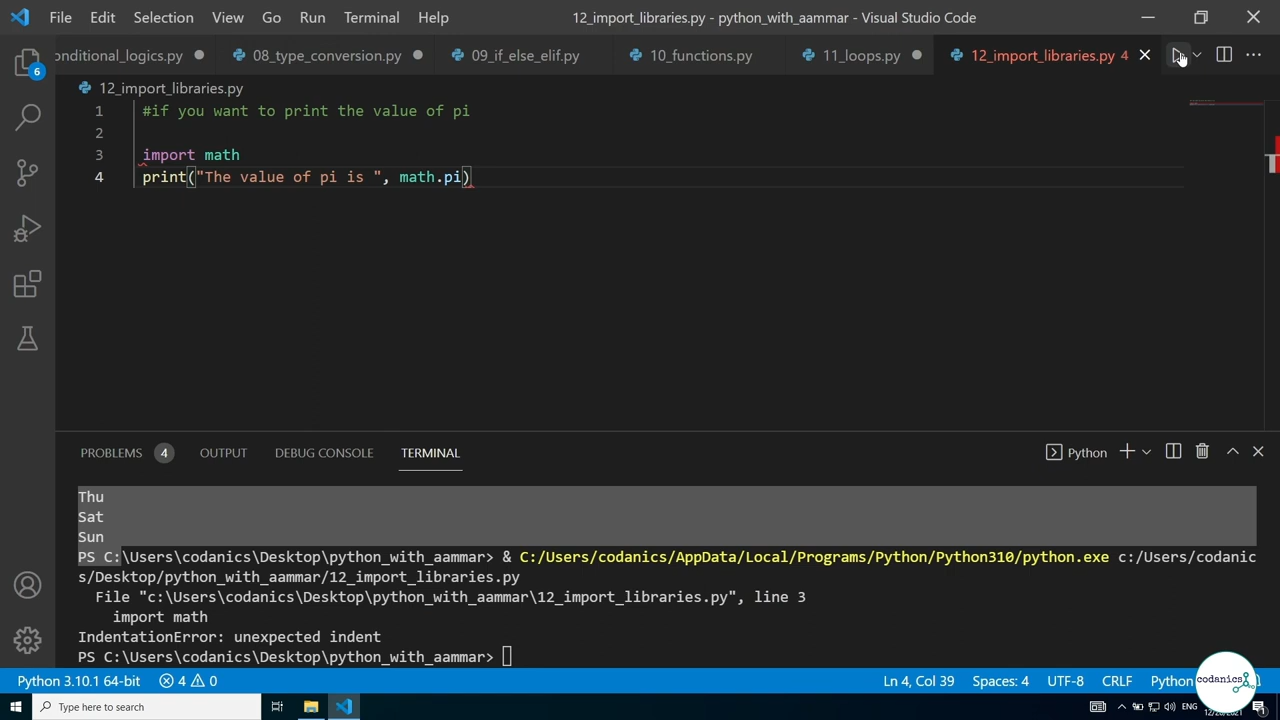 File Edit Selection View Go Run Terminal Help 12_import_libraries.py - python_with_aammar - Visual Studio Code
onditional_logics.py 08_type_conversion.py 09_if_else_elif.py 10_functions.py 11_loops.py 12_import_libraries.py 4
6
12_import_libraries.py
1 #if you want to print the value of pi
2
3 import math
4 print("The value of pi is ", math.pi)
PROBLEMS 4 OUTPUT DEBUG CONSOLE TERMINAL Python
Thu
Sat
Sun
PS C:\Users\codanics\Desktop\python_with_aammar> & C:/Users/codanics/AppData/Local/Programs/Python/Python310/python.exe c:/Users/codanic
s/Desktop/python_with_aammar/12_import_libraries.py
File "c:\Users\codanics\Desktop\python_with_aammar\12_import_libraries.py", line 3
import math
IndentationError: unexpected indent
PS C:\Users\codanics\Desktop\python_with_aammar>
Python 3.10.1 64-bit 4 0 Ln 4, Col 39 Spaces: 4 UTF-8 CRLF Python
codanics
Type here to search ENG